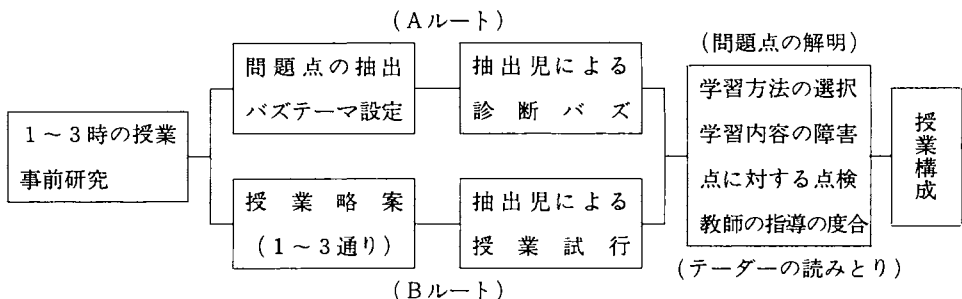 (Aルート)
1~3時の授業
事前研究
問題点の抽出
バズテーマ設定
抽出児による
診断バズ
授業略案
(1~3通り)
抽出児による
授業試行
(Bルート)
(問題点の解明)
学習方法の選択
学習内容の障害
点に対する点検
教師の指導の度合
(テーダーの読みとり)
授業構成